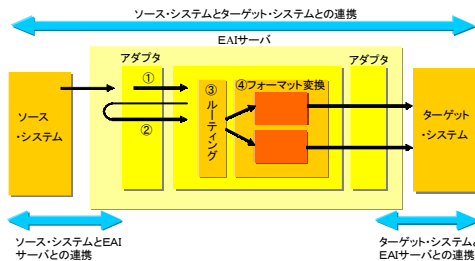 ソース・システムとターゲット・システムとの連携
EAIサーバ
アダプタ
アダプタ
①
②
③ルーティング
④フォーマット変換
ソース
・システム
ターゲット
・システム
ソース・システムとEAI
サーバとの連携
ターゲット・システムと
EAIサーバとの連携